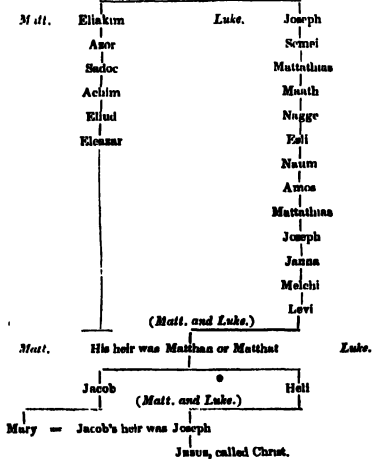 Matt. Eliakim Luke. Joseph
Azor Semei
Sadoc Mattathias
Achim Maath
Eliud Nagge
Eleazar Esli
Naum
Amos
Mattathias
Joseph
Janna
Melchi
Levi
(Matt. and Luke.)
Matt. His heir was Matthan or Matthat Luke.
Jacob Heli
(Matt. and Luke.)
Mary = Jacob's heir was Joseph
JESUS, called Christ.